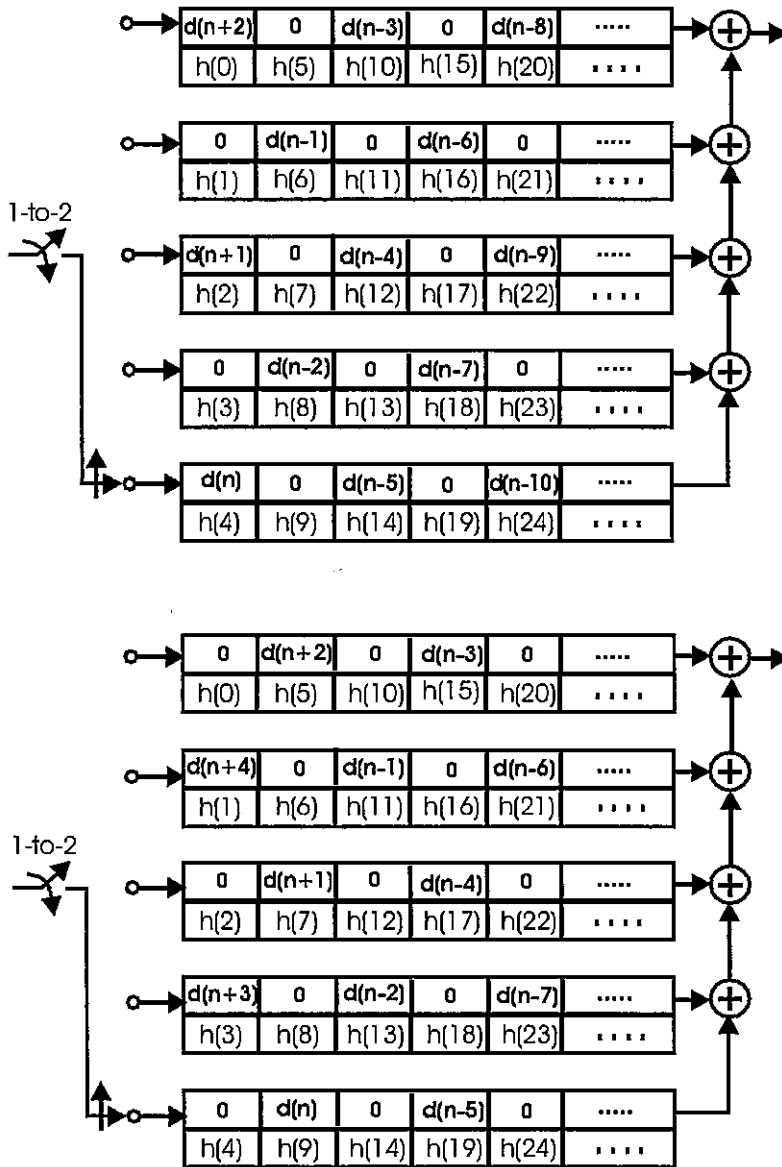 d(n+2) 0 d(n-3) 0 d(n-8) .....
h(0) h(5) h(10) h(15) h(20) ....
0 d(n-1) 0 d(n-6) 0 .....
h(1) h(6) h(11) h(16) h(21) ....
1-to-2
d(n+1) 0 d(n-4) 0 d(n-9) .....
h(2) h(7) h(12) h(17) h(22) ....
0 d(n-2) 0 d(n-7) 0 .....
h(3) h(8) h(13) h(18) h(23) ....
d(n) 0 d(n-5) 0 d(n-10) .....
h(4) h(9) h(14) h(19) h(24) ....
0 d(n+2) 0 d(n-3) 0 .....
h(0) h(5) h(10) h(15) h(20) ....
d(n+4) 0 d(n-1) 0 d(n-6) .....
h(1) h(6) h(11) h(16) h(21) ....
1-to-2
0 d(n+1) 0 d(n-4) 0 .....
h(2) h(7) h(12) h(17) h(22) ....
d(n+3) 0 d(n-2) 0 d(n-7) .....
h(3) h(8) h(13) h(18) h(23) ....
0 d(n) 0 d(n-5) 0 .....
h(4) h(9) h(14) h(19) h(24) ....